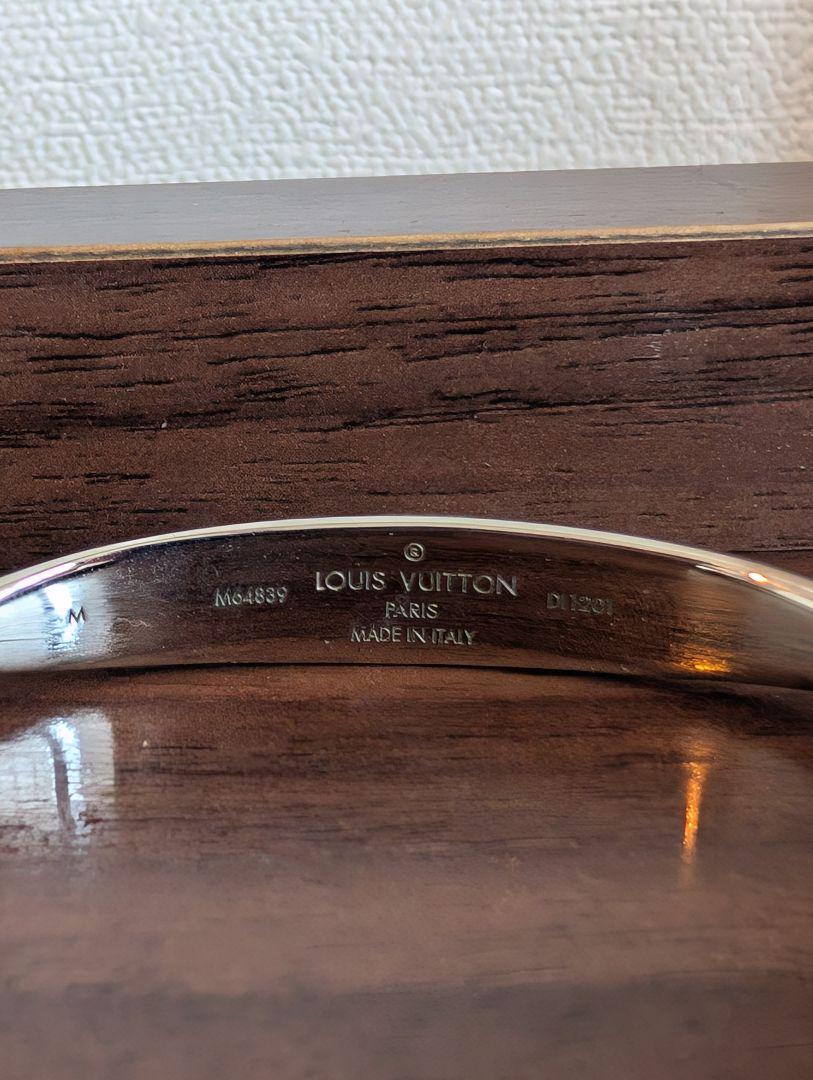 ®
LOUIS VUITTON
PARIS
MADE IN ITALY
M
M64839
DI1201